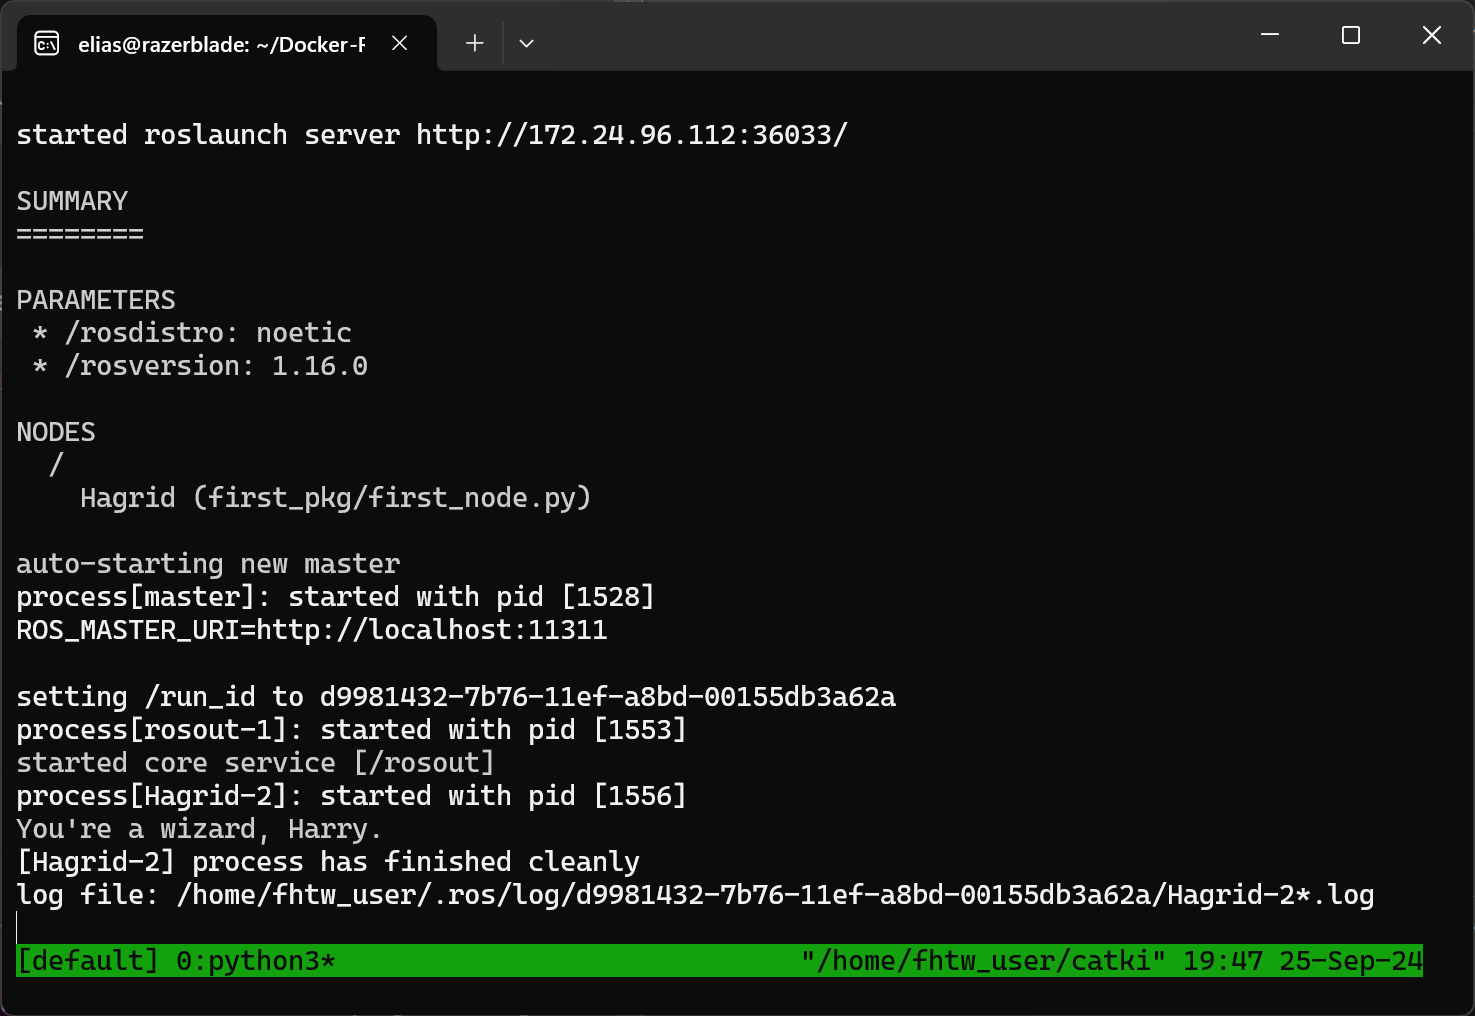 elias@razerblade: ~/Docker-F
started roslaunch server http://172.24.96.112:36033/
SUMMARY
========
PARAMETERS
* /rosdistro: noetic
* /rosversion: 1.16.0
NODES
/
Hagrid (first_pkg/first_node.py)
auto-starting new master
process[master]: started with pid [1528]
ROS_MASTER_URI=http://localhost:11311
setting /run_id to d9981432-7b76-11ef-a8bd-00155db3a62a
process[rosout-1]: started with pid [1553]
started core service [/rosout]
process[Hagrid-2]: started with pid [1556]
You're a wizard, Harry.
[Hagrid-2] process has finished cleanly
log file: /home/fhtw_user/.ros/log/d9981432-7b76-11ef-a8bd-00155db3a62a/Hagrid-2*.log
[default] 0:python3* "/home/fhtw_user/catki" 19:47 25-Sep-24